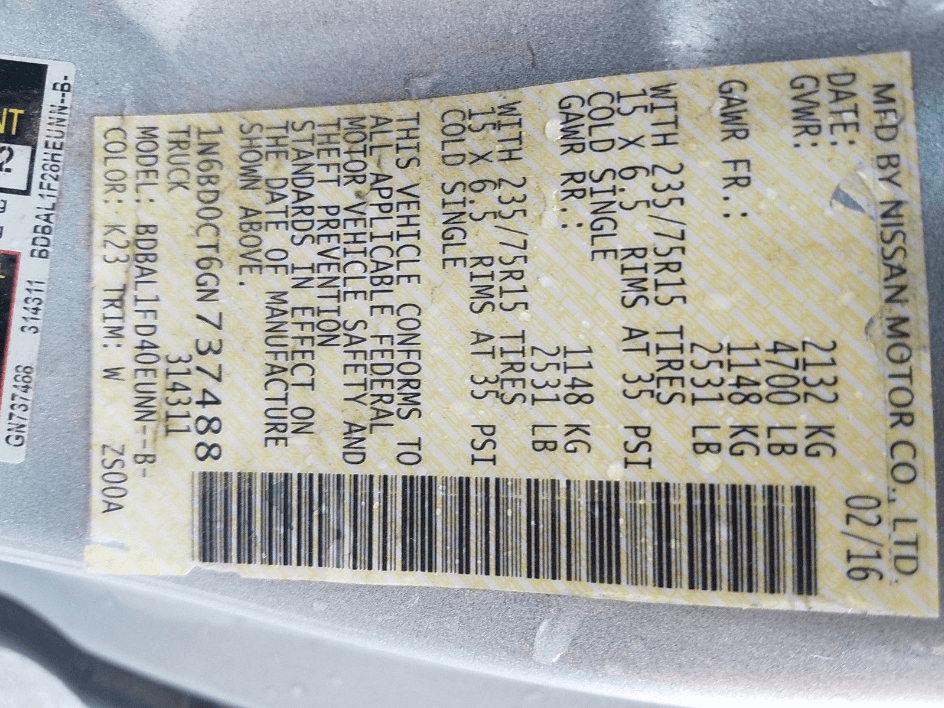 MFD BY NISSAN MOTOR CO., LTD.
DATE: 02/16
GVWR: 2132 KG
4700 LB
GAWR FR.: 1148 KG
2531 LB
WITH 235/75R15 TIRES
15 X 6.5 RIMS AT 35 PSI
COLD SINGLE
GAWR RR.: 1148 KG
2531 LB
WITH 235/75R15 TIRES
15 X 6.5 RIMS AT 35 PSI
COLD SINGLE
THIS VEHICLE CONFORMS TO
ALL APPLICABLE FEDERAL
MOTOR VEHICLE SAFETY AND
THEFT PREVENTION
STANDARDS IN EFFECT ON
THE DATE OF MANUFACTURE
SHOWN ABOVE.
1N6BD0CT6GN737488
TRUCK 314311
MODEL: BDBAL1FD40EUNN--B-
COLOR: K23 TRIM: W ZS00A
GN737488 314311 BDBAL1F26HEUNN--B-
NT